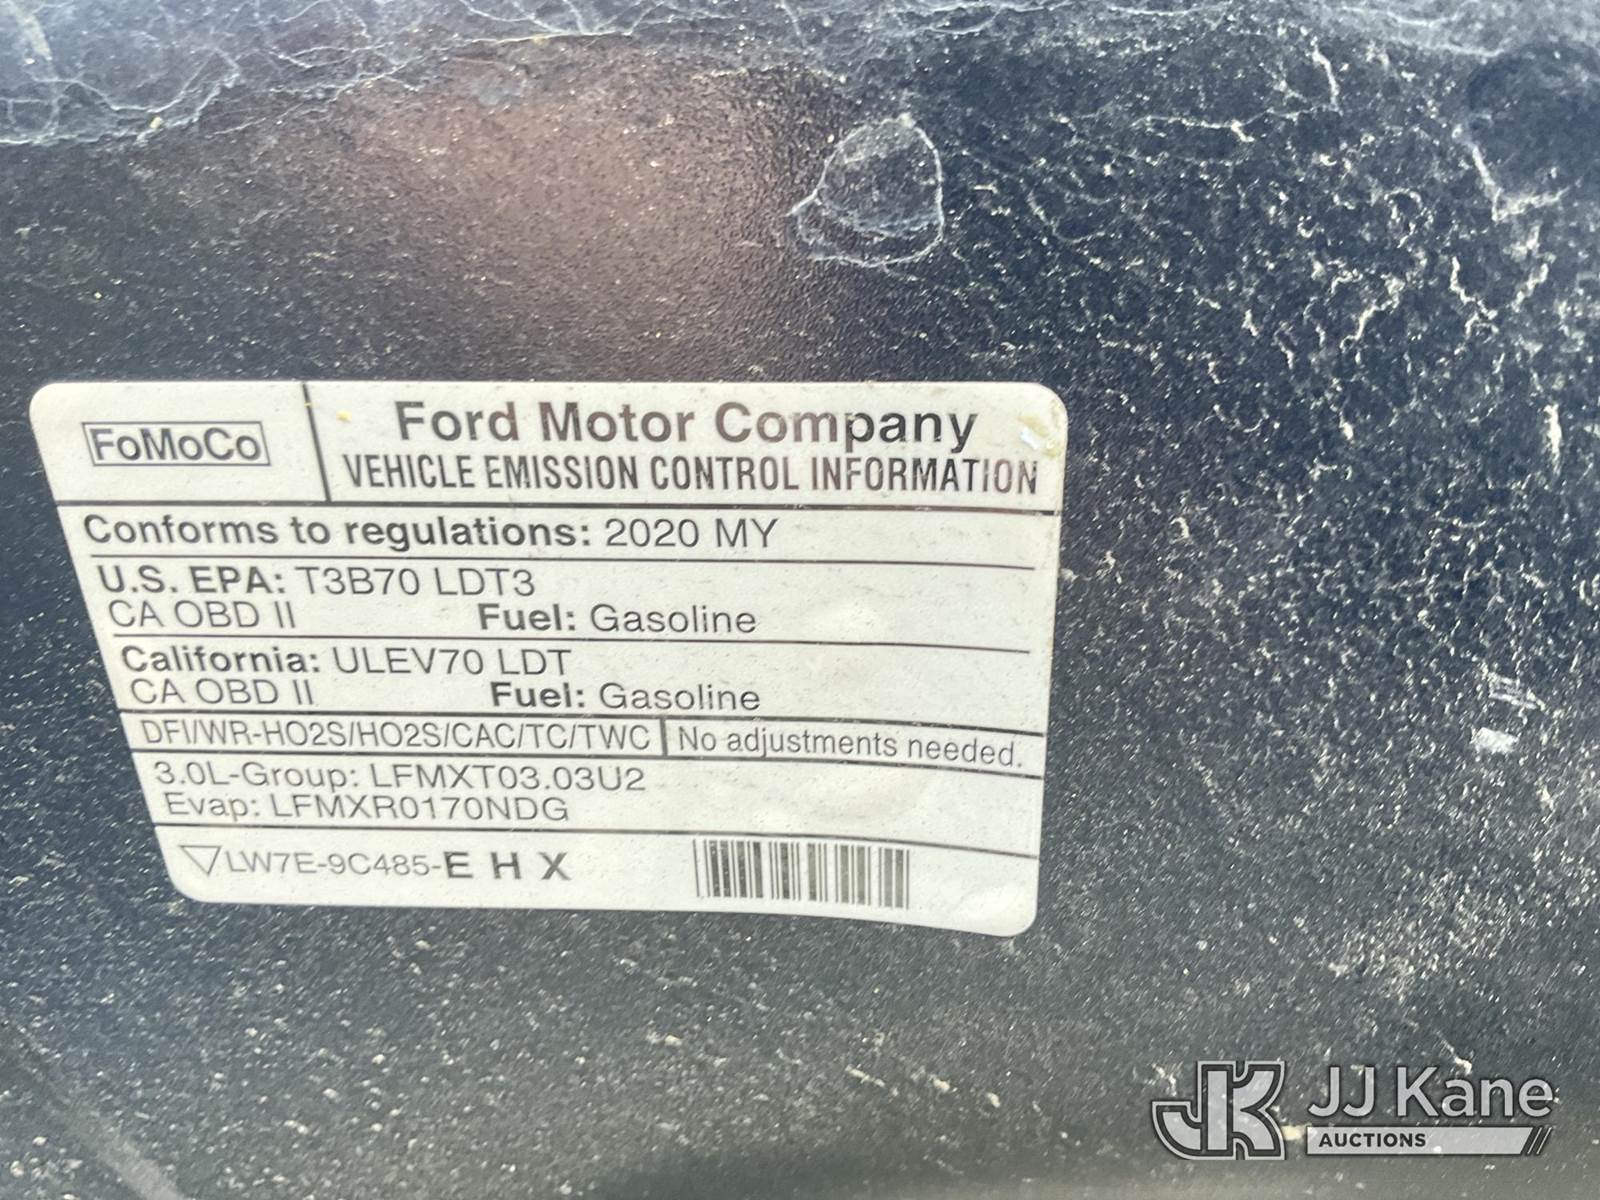 FoMoCo
Ford Motor Company
VEHICLE EMISSION CONTROL INFORMATION
Conforms to regulations: 2020 MY
U.S. EPA: T3B70 LDT3
CA OBD II Fuel: Gasoline
California: ULEV70 LDT
CA OBD II Fuel: Gasoline
DFI/WR-HO2S/HO2S/CAC/TC/TWC No adjustments needed.
3.0L-Group: LFMXT03.03U2
Evap: LFMXR0170NDG
LW7E-9C485-E H X
JK JJ Kane
AUCTIONS